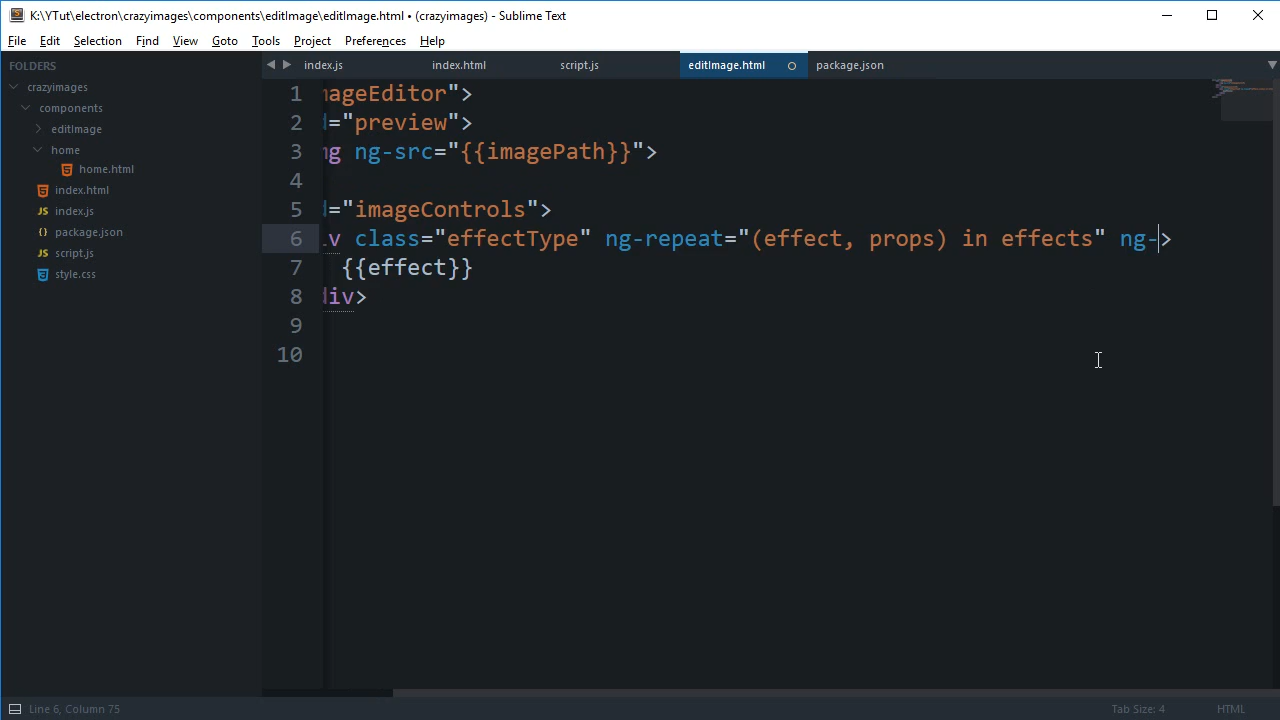 K:\YTut\electron\crazyimages\components\editImage\editImage.html • (crazyimages) - Sublime Text
File Edit Selection Find View Goto Tools Project Preferences Help
FOLDERS
crazyimages
components
editImage
home
home.html
index.html
JS index.js
{} package.json
JS script.js
style.css
index.js index.html script.js editImage.html package.json
1 mageEditor">
2 d="preview">
3 mg ng-src="{{imagePath}}">
4
5 d="imageControls">
6 iv class="effectType" ng-repeat="(effect, props) in effects" ng->
7 {{effect}}
8 div>
9
10
Line 6, Column 75
Tab Size: 4
HTML